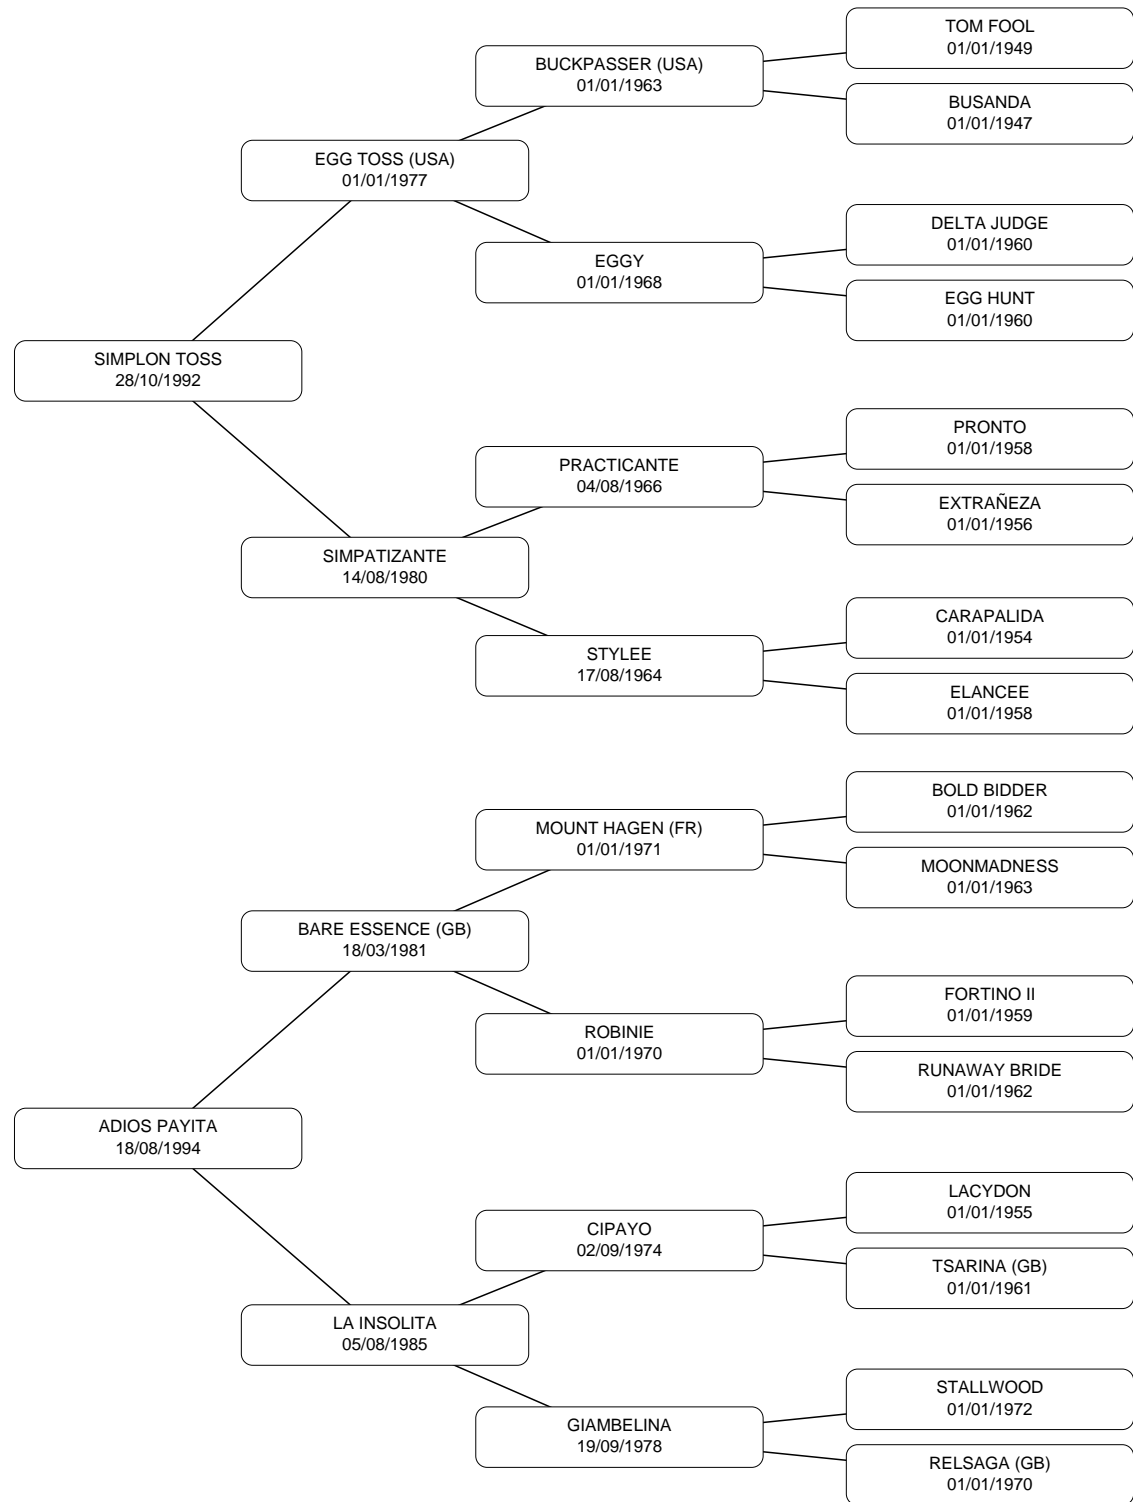 TOM FOOL
01/01/1949
BUCKPASSER (USA)
01/01/1963
BUSANDA
01/01/1947
EGG TOSS (USA)
01/01/1977
DELTA JUDGE
01/01/1960
EGGY
01/01/1968
EGG HUNT
01/01/1960
SIMPLON TOSS
28/10/1992
PRONTO
01/01/1958
PRACTICANTE
04/08/1966
EXTRAÑEZA
01/01/1956
SIMPATIZANTE
14/08/1980
CARAPALIDA
01/01/1954
STYLEE
17/08/1964
ELANCEE
01/01/1958
BOLD BIDDER
01/01/1962
MOUNT HAGEN (FR)
01/01/1971
MOONMADNESS
01/01/1963
BARE ESSENCE (GB)
18/03/1981
FORTINO II
01/01/1959
ROBINIE
01/01/1970
RUNAWAY BRIDE
01/01/1962
ADIOS PAYITA
18/08/1994
LACYDON
01/01/1955
CIPAYO
02/09/1974
TSARINA (GB)
01/01/1961
LA INSOLITA
05/08/1985
STALLWOOD
01/01/1972
GIAMBELINA
19/09/1978
RELSAGA (GB)
01/01/1970